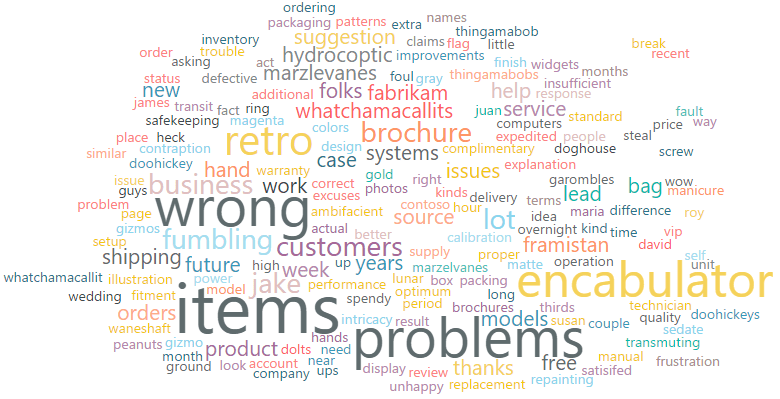 ordering
packaging patterns extra names
inventory suggestion claims flag thingamabob
order trouble little break
asking act hydrocoptic improvements recent
status defective marzlevanes foul gray finish widgets months
new additional folks fabrikam thingamabobs insufficient
james transit fact ring whatchamacallits help response
juan service standard fault
safekeeping magenta colors brochure computers price way
place heck retro design expedited people steal
similar contraption case systems complimentary doghouse screw
doohickey hand warranty gold issues explanation
issue business work correct photos right kinds delivery garombles wow
guys excuses lead bag manicure
problem page wrong ambifacient contoso hour lot terms maria difference roy
gizmos actual source idea kind time vip
setup fumbling customers better calibration overnight framistan david
shipping future high week up years supply proper operation self
whatchamacallit illustration power jake performance lunar marzelvanes matte encabulator unit
wedding fitment model items spendy optimum box packing long
orders period brochures thirds technician
waneshaft intricacy result models susan couple quality doohickeys
peanuts gizmo hands problems sedate
month product dolts need free manual transmuting
ground look account near display review thanks satisifed frustration
company ups unhappy replacement repainting